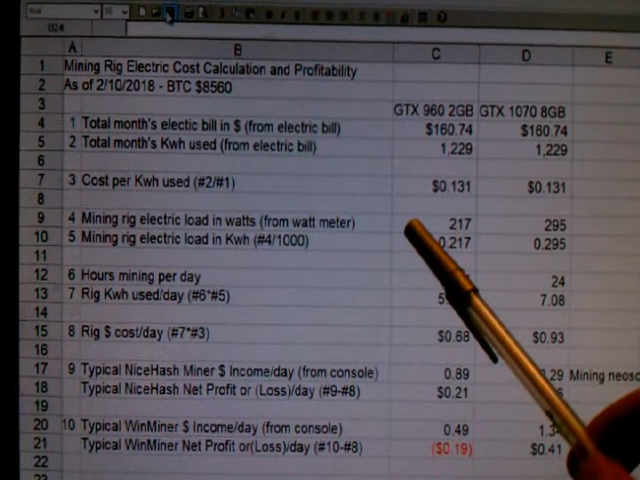 B24
A B C D E
1 Mining Rig Electric Cost Calculation and Profitability
2 As of 2/10/2018 - BTC $8560
3 GTX 960 2GB GTX 1070 8GB
4 1 Total month's electic bill in $ (from electric bill) $160.74 $160.74
5 2 Total month's Kwh used (from electric bill) 1,229 1,229
6
7 3 Cost per Kwh used (#2/#1) $0.131 $0.131
8
9 4 Mining rig electric load in watts (from watt meter) 217 295
10 5 Mining rig electric load in Kwh (#4/1000) 0.217 0.295
11
12 6 Hours mining per day 24
13 7 Rig Kwh used/day (#6*#5) 7.08
14
15 8 Rig $ cost/day (#7*#3) $0.68 $0.93
16
17 9 Typical NiceHash Miner $ Income/day (from console) 0.89 Mining
18 Typical NiceHash Net Profit or (Loss)/day (#9-#8) $0.21
19
20 10 Typical WinMiner $ Income/day (from console) 0.49
21 Typical WinMiner Net Profit or(Loss)/day (#10-#8) ($0.19) $0.41
22